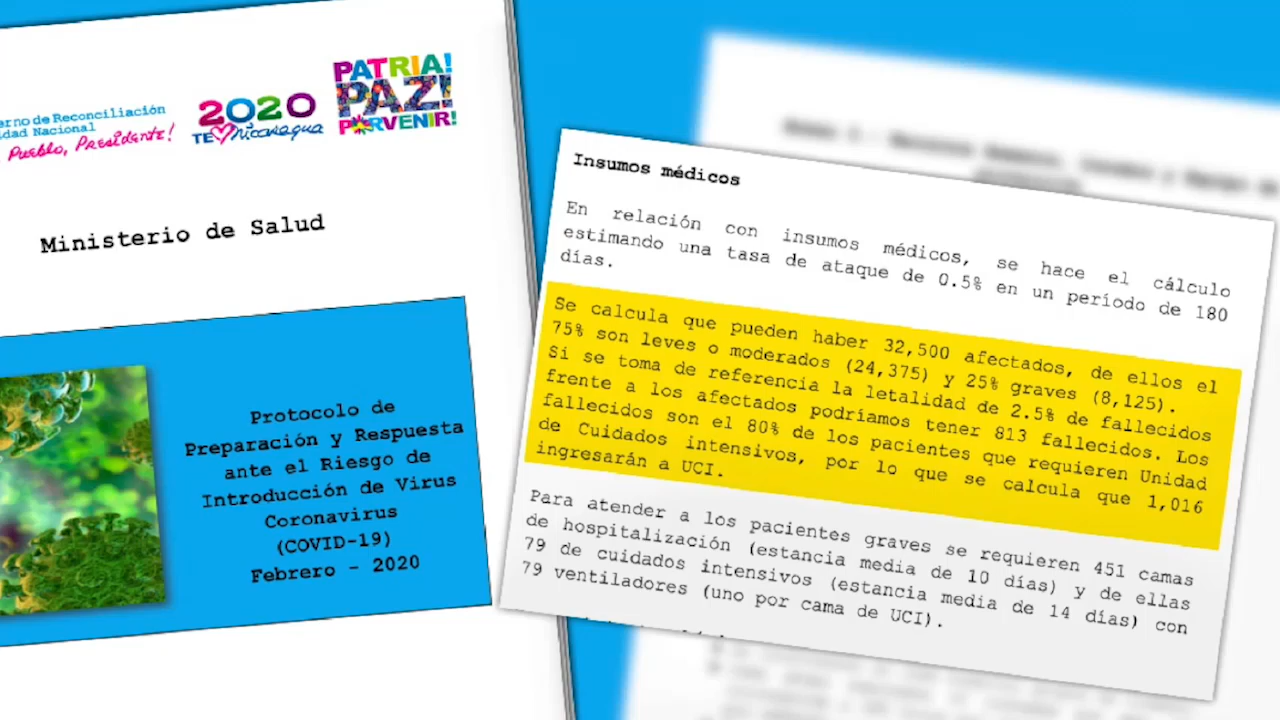 erno de Reconciliación
idad Nacional
Pueblo, Presidente!
2020
TE Nicaragua
PATRIA!
PAZ!
PORVENIR!
Ministerio de Salud
Protocolo de
Preparación y Respuesta
ante el Riesgo de
Introducción de Virus
Coronavirus
(COVID-19)
Febrero - 2020
Insumos médicos
En relación con insumos médicos, se hace el cálculo
estimando una tasa de ataque de 0.5% en un período de 180
días.
Se calcula que pueden haber 32,500 afectados, de ellos el
75% son leves o moderados (24,375) y 25% graves (8,125).
Si se toma de referencia la letalidad de 2.5% de fallecidos
frente a los afectados podríamos tener 813 fallecidos. Los
fallecidos son el 80% de los pacientes que requieren Unidad
de Cuidados intensivos, por lo que se calcula que 1,016
ingresarán a UCI.
Para atender a los pacientes graves se requieren 451 camas
de hospitalización (estancia media de 10 días) y de ellas
79 de cuidados intensivos (estancia media de 14 días) con
79 ventiladores (uno por cama de UCI).